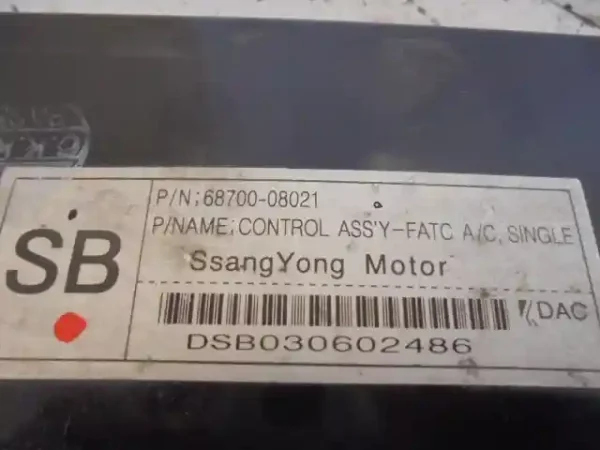 P/N;68700-08021
P/NAME;CONTROL ASS'Y-FATC A/C, SINGLE
SB
SsangYong Motor
DAC
DSB030602486